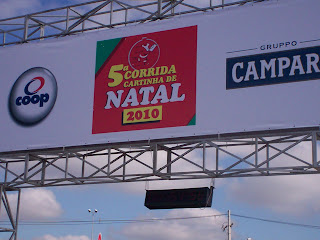 coop
5ª CORRIDA
CARTINHA DE
NATAL
2010
GRUPPO
CAMPAR